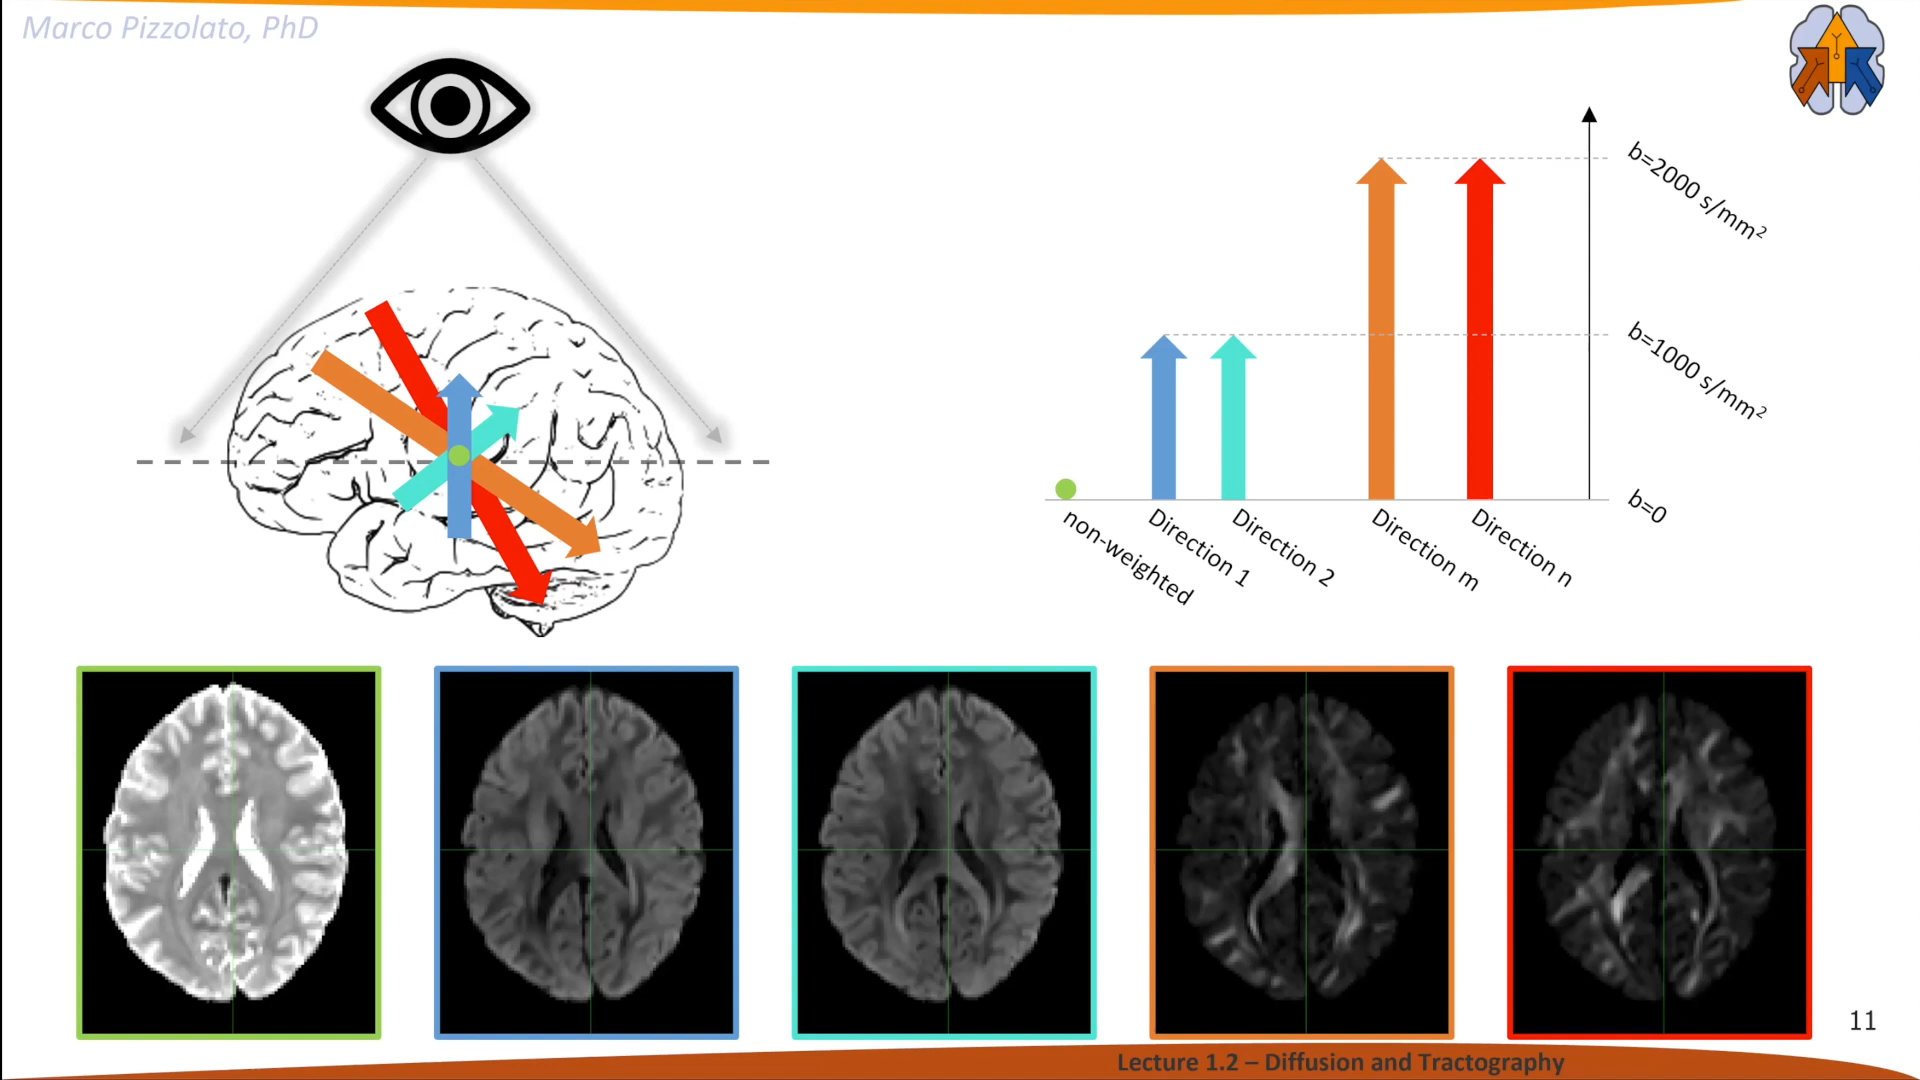 Marco Pizzolato, PhD
b=2000 s/mm²
b=1000 s/mm²
b=0
non-weighted
Direction 1
Direction 2
Direction m
Direction n
11
Lecture 1.2 – Diffusion and Tractography